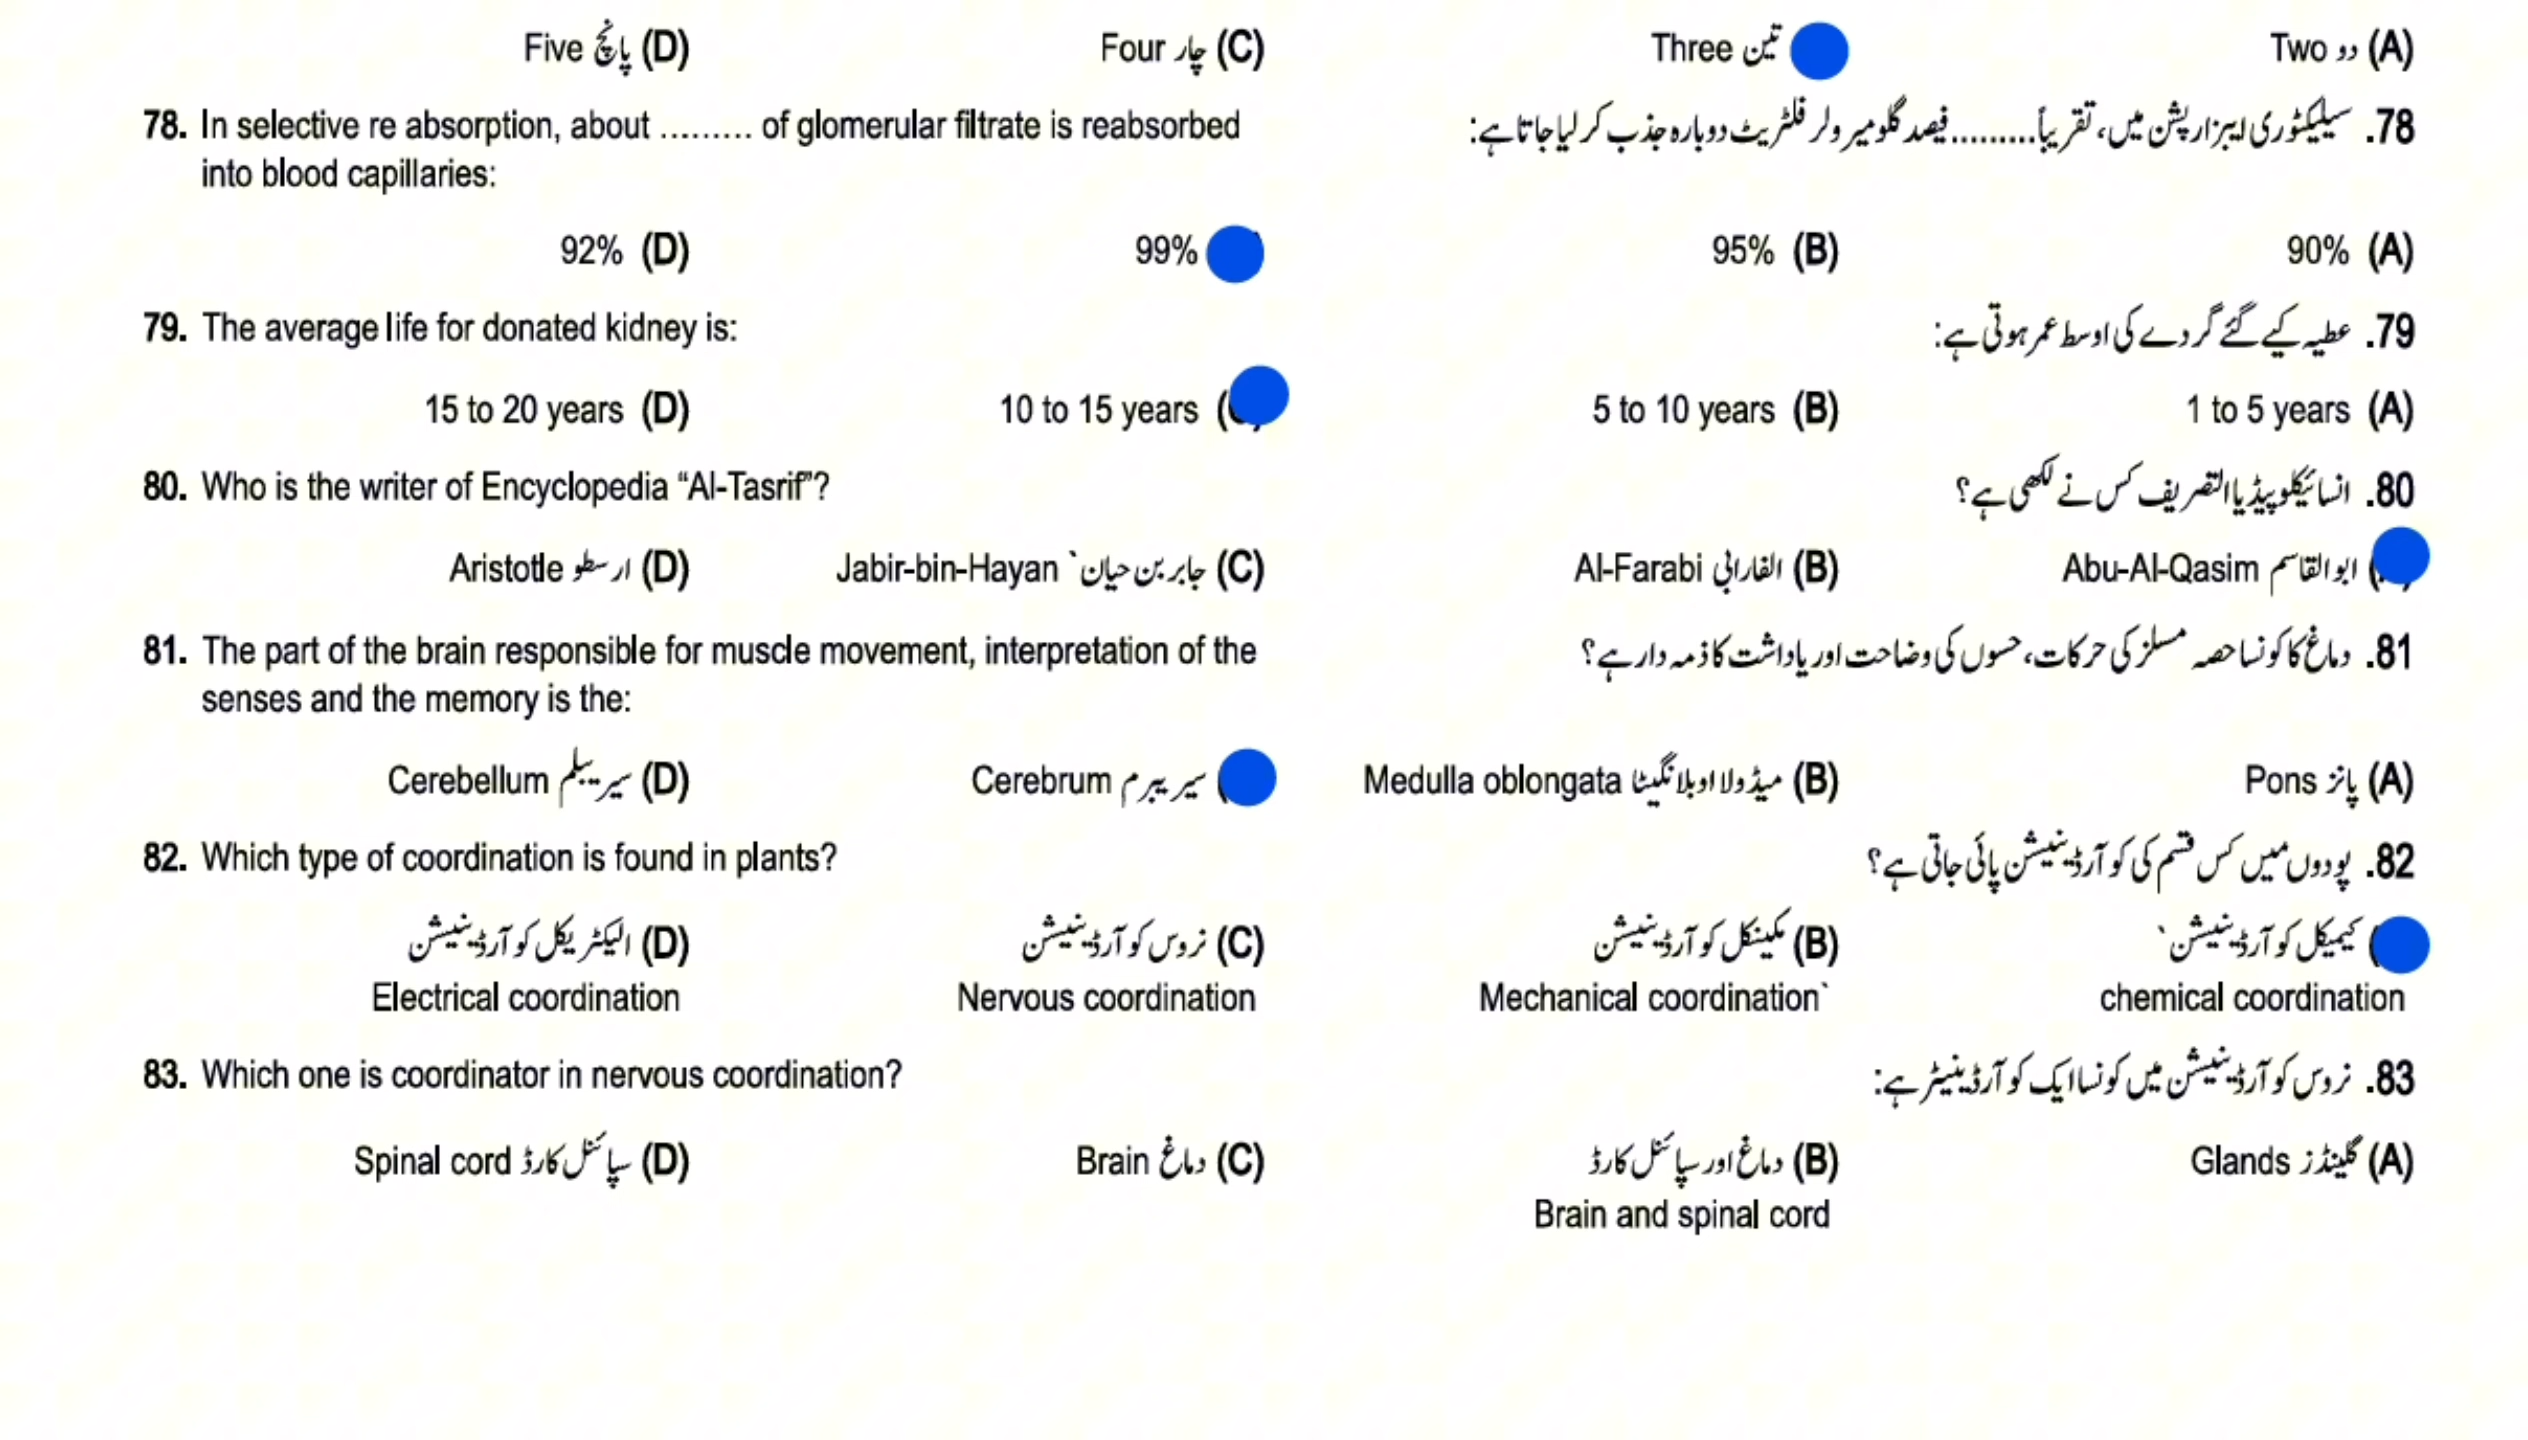 Five پانچ (D) Four چار (C) Three تین Two دو (A)
78. In selective re absorption, about ......... of glomerular filtrate is reabsorbed
into blood capillaries:
78. سیلیکٹوری ایبزارپشن میں، تقریباً.........فیصد گلومیرولر فلٹریٹ دوبارہ جذب کر لیا جاتا ہے:
92% (D) 99% 95% (B) 90% (A)
79. The average life for donated kidney is:
79. عطیہ کیے گئے گردے کی اوسط عمر ہوتی ہے:
15 to 20 years (D) 10 to 15 years ( 5 to 10 years (B) 1 to 5 years (A)
80. Who is the writer of Encyclopedia “Al-Tasrif”?
80. انسائیکلوپیڈیا التصریف کس نے لکھی ہے؟
Aristotle ارسطو (D) Jabir-bin-Hayan ` جابر بن حیان (C) Al-Farabi الفارابی (B) Abu-Al-Qasim ابوالقاسم (
81. The part of the brain responsible for muscle movement, interpretation of the
senses and the memory is the:
81. دماغ کا کونسا حصہ مسلز کی حرکات، حسوں کی وضاحت اور یاداشت کا ذمہ دار ہے؟
Cerebellum سیریبیلم (D) Cerebrum سیریبرم ( Medulla oblongata میڈولا اوبلانگیٹا (B) Pons پانز (A)
82. Which type of coordination is found in plants?
82. پودوں میں کس قسم کی کوآرڈینیشن پائی جاتی ہے؟
الیکٹریکل کوآرڈینیشن (D) نروس کوآرڈینیشن (C) مکینکل کوآرڈینیشن (B) کیمیکل کوآرڈینیشن ` (
Electrical coordination Nervous coordination Mechanical coordination` chemical coordination
83. Which one is coordinator in nervous coordination?
83. نروس کوآرڈینیشن میں کونسا ایک کوآرڈینیٹر ہے:
Spinal cord سپائنل کارڈ (D) Brain دماغ (C) دماغ اور سپائنل کارڈ (B) Glands گلینڈز (A)
Brain and spinal cord